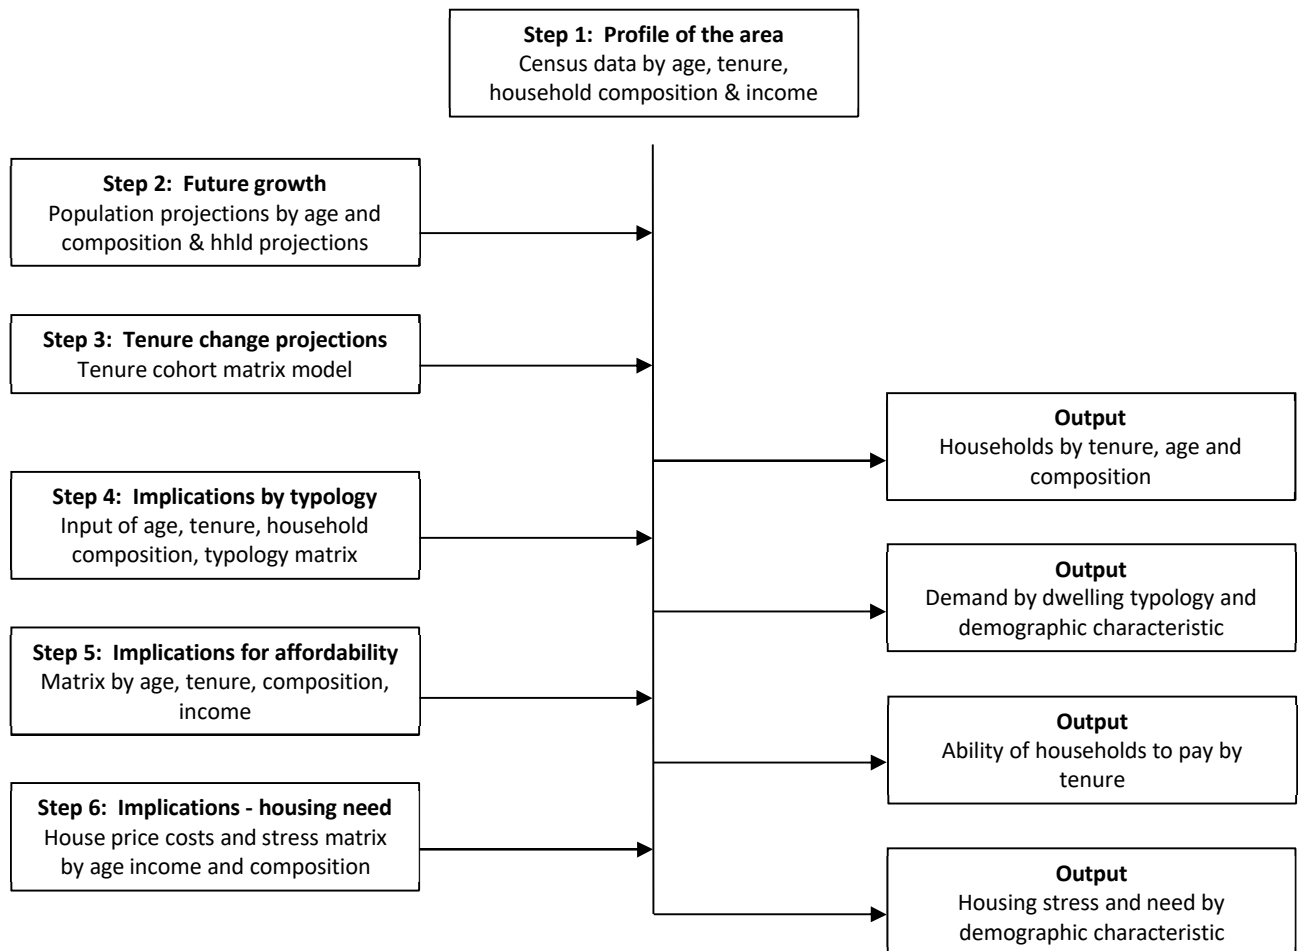 Step 1:  Profile of the area
Census data by age, tenure,
household composition & income
Step 2:  Future growth
Population projections by age and
composition & hhld projections
Step 3:  Tenure change projections
Tenure cohort matrix model
Output
Households by tenure, age and
composition
Step 4:  Implications by typology
Input of age, tenure, household
composition, typology matrix
Output
Demand by dwelling typology and
demographic characteristic
Step 5:  Implications for affordability
Matrix by age, tenure, composition,
income
Output
Ability of households to pay by
tenure
Step 6:  Implications - housing need
House price costs and stress matrix
by age income and composition
Output
Housing stress and need by
demographic characteristic